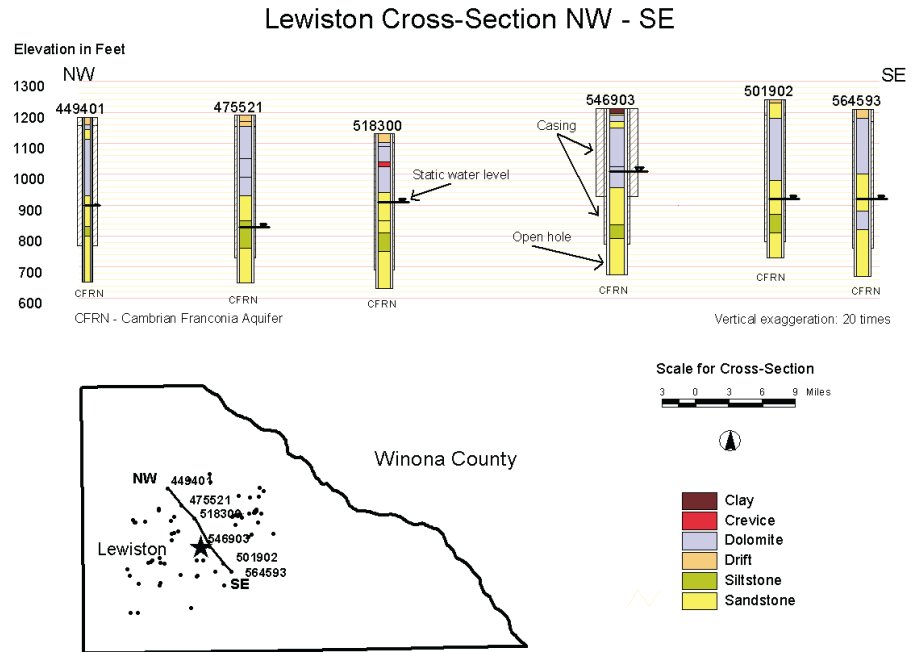 Lewiston Cross-Section NW - SE
Elevation in Feet
NW
SE
1300
1200
1100
1000
900
800
700
600
449401
475521
518300
546903
501902
564593
Casing
Static water level
Open hole
CFRN
CFRN
CFRN
CFRN
CFRN
CFRN
CFRN - Cambrian Franconia Aquifer
Vertical exaggeration: 20 times
Scale for Cross-Section
3 0 3 6 9 Miles
Winona County
NW
449401
475521
518300
546903
Lewiston
501902
564593
SE
Clay
Crevice
Dolomite
Drift
Siltstone
Sandstone